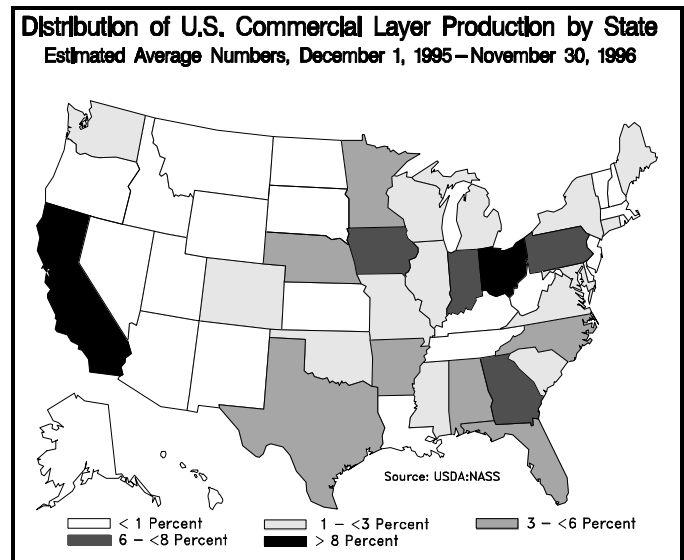 Distribution of U.S. Commercial Layer Production by State
Estimated Average Numbers, December 1, 1995–November 30, 1996
Source: USDA:NASS
< 1 Percent
1 – <3 Percent
3 – <6 Percent
6 – <8 Percent
> 8 Percent